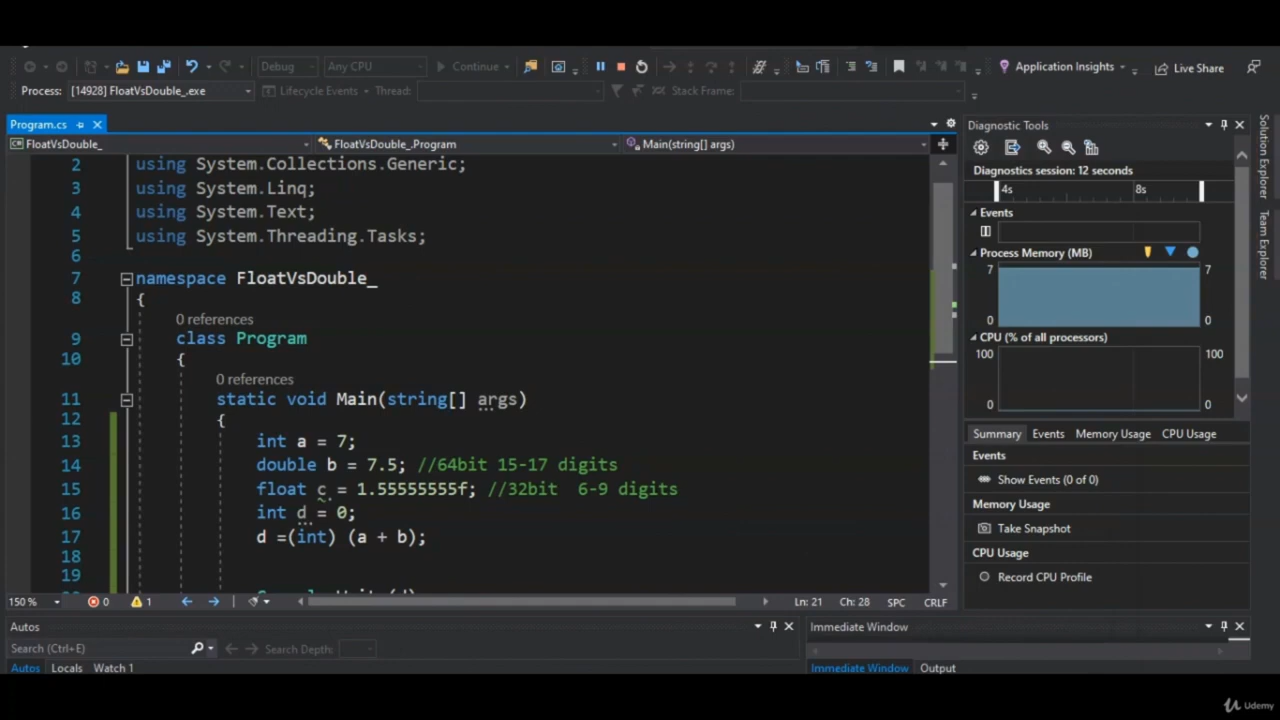 Debug Any CPU Continue Application Insights Live Share
Process: [14928] FloatVsDouble_.exe Lifecycle Events Thread: Stack Frame:
Program.cs
FloatVsDouble_ FloatVsDouble_.Program Main(string[] args)
2 using System.Collections.Generic;
3 using System.Linq;
4 using System.Text;
5 using System.Threading.Tasks;
6
7 namespace FloatVsDouble_
8 {
0 references
9 class Program
10 {
0 references
11 static void Main(string[] args)
12 {
13 int a = 7;
14 double b = 7.5; //64bit 15-17 digits
15 float c = 1.55555555f; //32bit  6-9 digits
16 int d = 0;
17 d =(int) (a + b);
18
19
150 % 0 1 Ln: 21 Ch: 28 SPC CRLF
Autos
Search (Ctrl+E) Search Depth:
Autos Locals Watch 1
Immediate Window
Immediate Window Output
Diagnostic Tools
Diagnostics session: 12 seconds
4s 8s
Events
Process Memory (MB)
7 7
0 0
CPU (% of all processors)
100 100
0 0
Summary Events Memory Usage CPU Usage
Events
Show Events (0 of 0)
Memory Usage
Take Snapshot
CPU Usage
Record CPU Profile
Solution Explorer
Team Explorer
Udemy